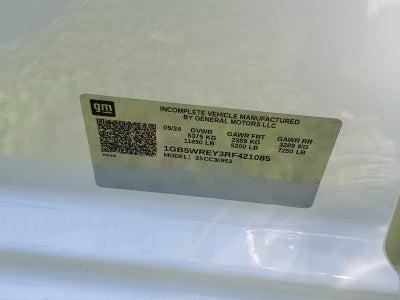 gm
INCOMPLETE VEHICLE MANUFACTURED
BY GENERAL MOTORS LLC
05/24 GVWR GAWR FRT GAWR RR
5375 KG 2359 KG 3289 KG
11850 LB 5200 LB 7250 LB
1GB5WREY3RF421085
MODEL: 35CC30953